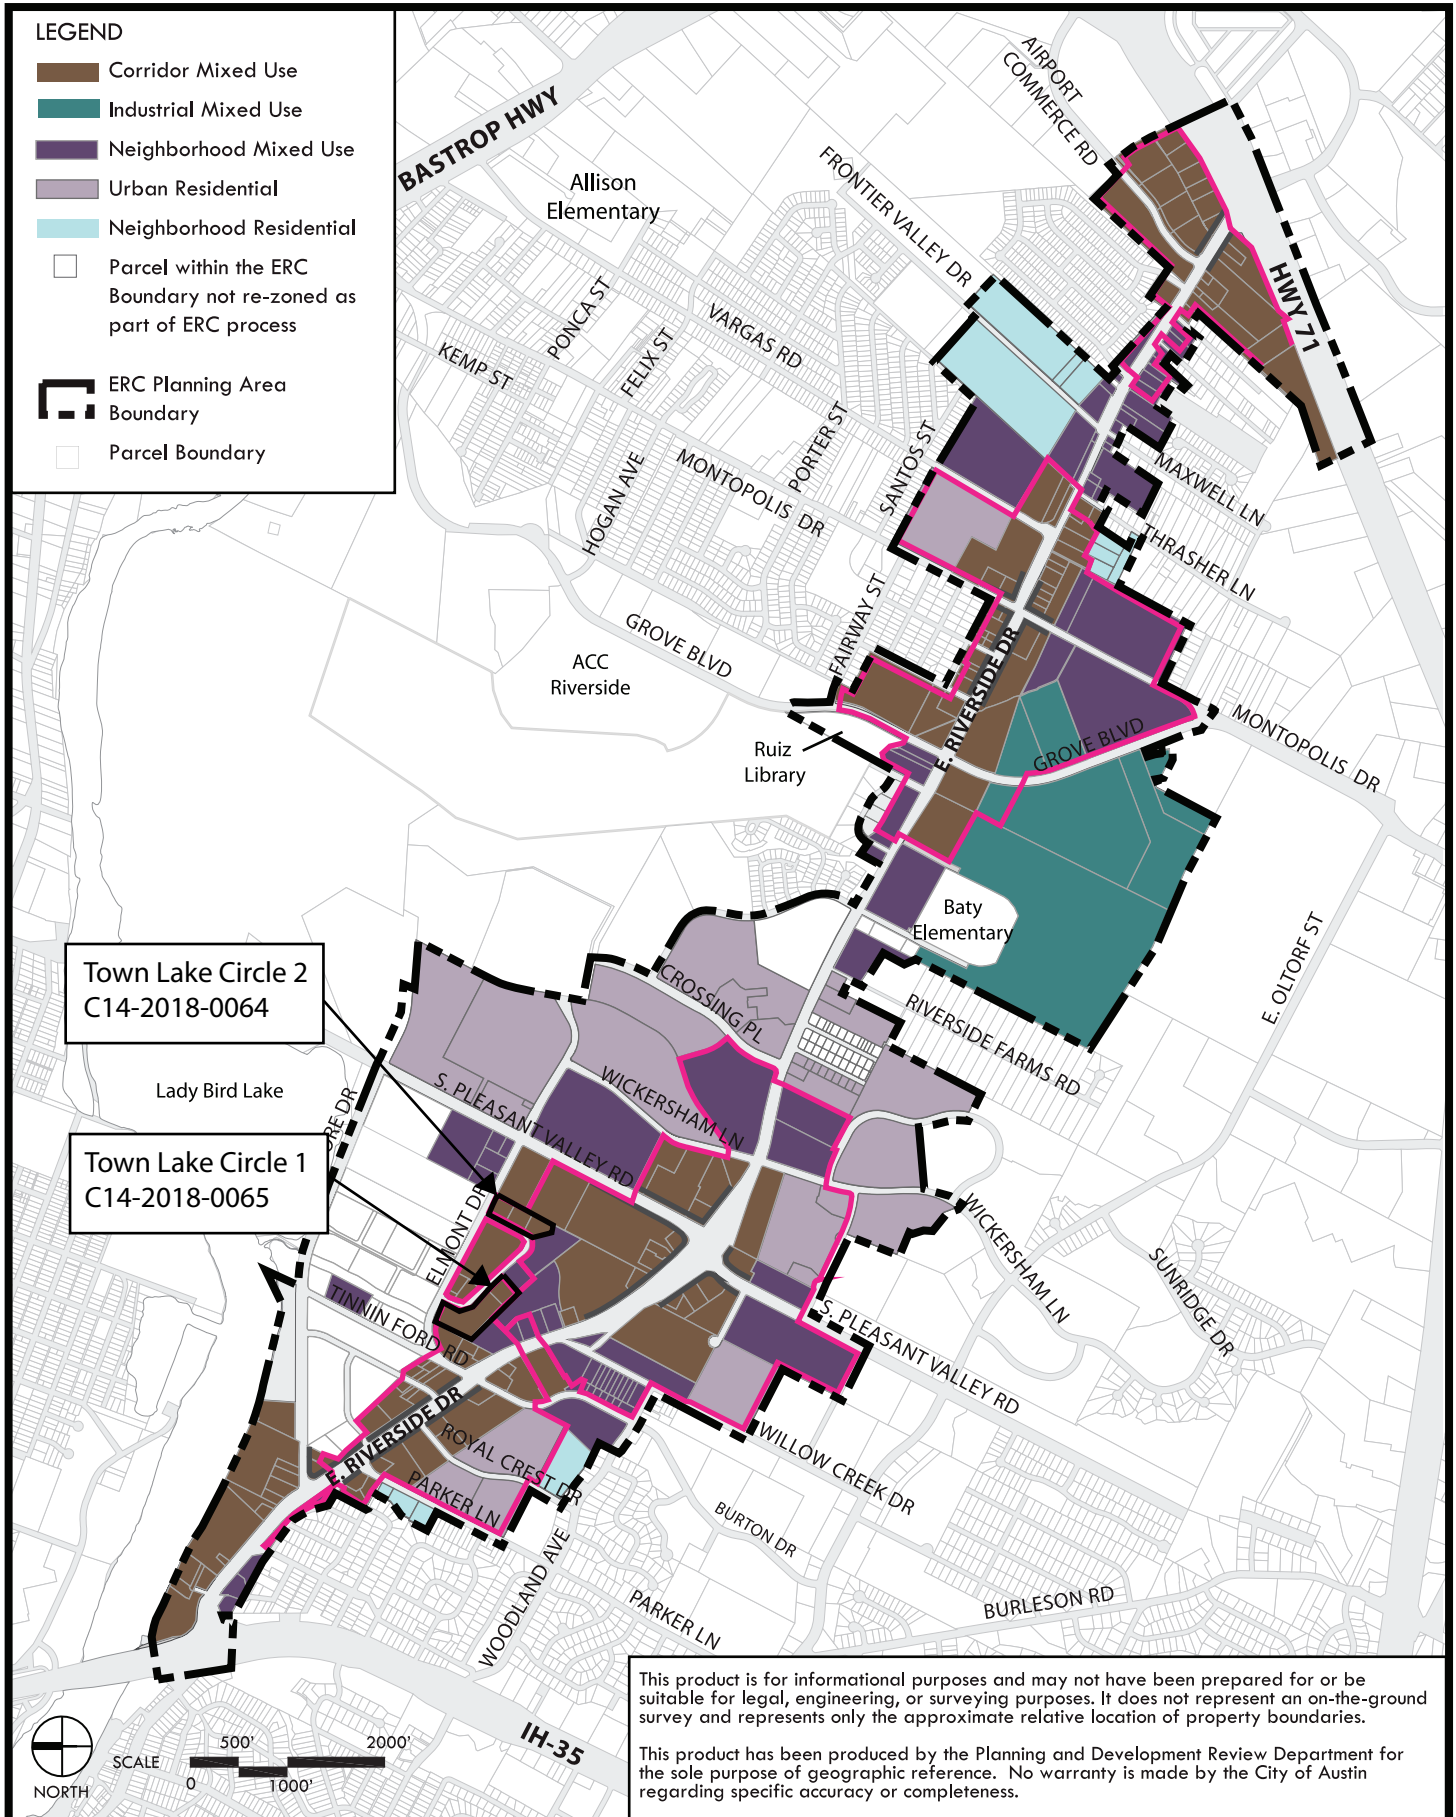 LEGEND
Corridor Mixed Use
Industrial Mixed Use
Neighborhood Mixed Use
Urban Residential
Neighborhood Residential
Parcel within the ERC
Boundary not re-zoned as
part of ERC process
ERC Planning Area
Boundary
Parcel Boundary
BASTROP HWY
Allison
Elementary
AIRPORT
COMMERCE RD
FRONTIER VALLEY DR
HWY 71
PONCA ST
VARGAS RD
FELIX ST
KEMP ST
PORTER ST
SANTOS ST
MONTOPOLIS DR
HOGAN AVE
MAXWELL LN
THRASHER LN
FAIRWAY ST
GROVE BLVD
ACC
Riverside
E. RIVERSIDE DR
Ruiz
Library
GROVE BLVD
MONTOPOLIS DR
Baty
Elementary
E. OLTORF ST
Town Lake Circle 2
C14-2018-0064
CROSSING PL
RIVERSIDE FARMS RD
Lady Bird Lake
ORE DR
S. PLEASANT VALLEY RD
WICKERSHAM LN
Town Lake Circle 1
C14-2018-0065
ELMONT DR
WICKERSHAM LN
SUNRIDGE DR
TINNIN FORD RD
S. PLEASANT VALLEY RD
E. RIVERSIDE DR
ROYAL CREST DR
PARKER LN
WILLOW CREEK DR
BURTON DR
WOODLAND AVE
PARKER LN
BURLESON RD
IH-35
NORTH
SCALE
500'
2000'
0
1000'
This product is for informational purposes and may not have been prepared for or be
suitable for legal, engineering, or surveying purposes. It does not represent an on-the-ground
survey and represents only the approximate relative location of property boundaries.
This product has been produced by the Planning and Development Review Department for
the sole purpose of geographic reference. No warranty is made by the City of Austin
regarding specific accuracy or completeness.